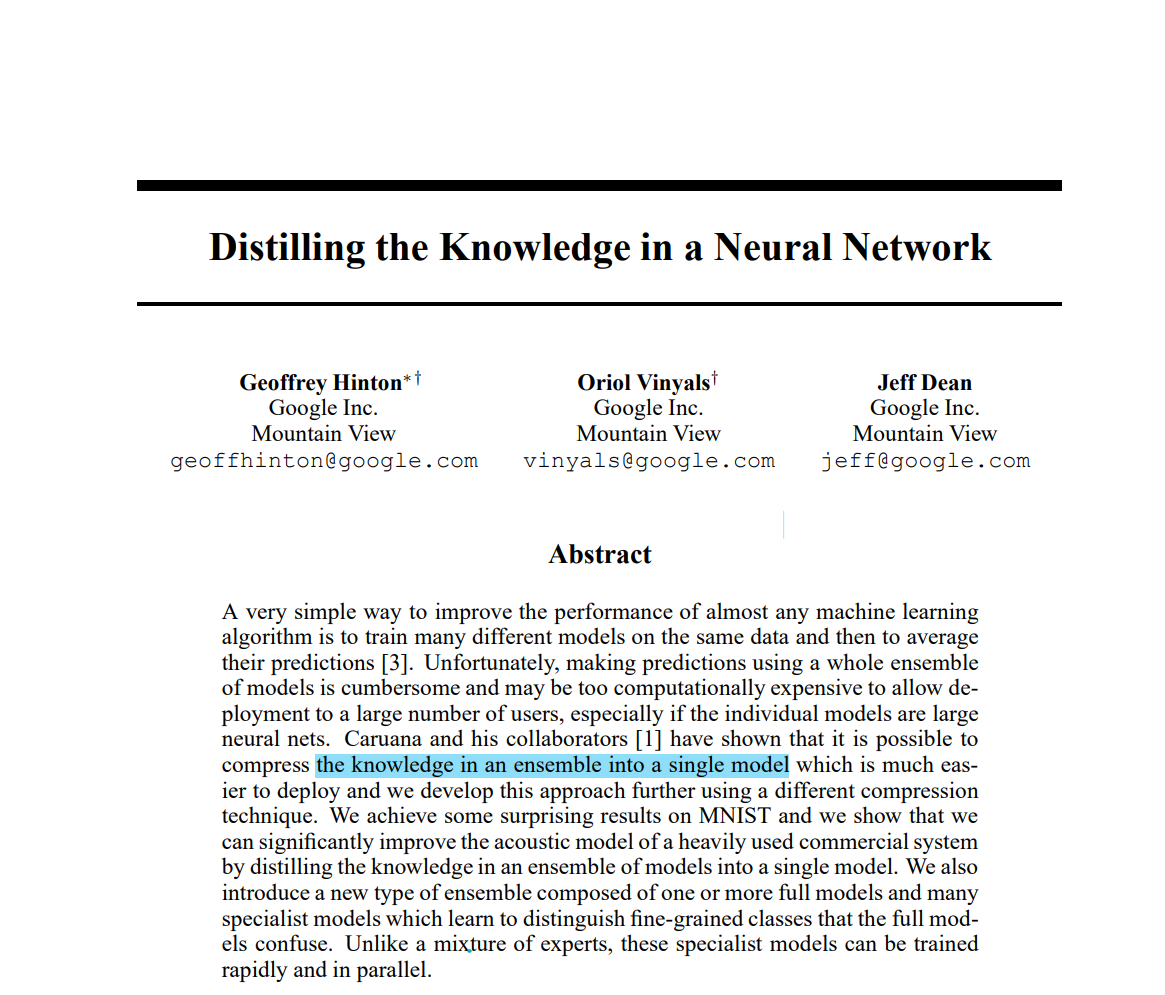 Distilling the Knowledge in a Neural Network
Geoffrey Hinton*†
Google Inc.
Mountain View
geoffhinton@google.com
Oriol Vinyals†
Google Inc.
Mountain View
vinyals@google.com
Jeff Dean
Google Inc.
Mountain View
jeff@google.com
Abstract
A very simple way to improve the performance of almost any machine learning
algorithm is to train many different models on the same data and then to average
their predictions [3]. Unfortunately, making predictions using a whole ensemble
of models is cumbersome and may be too computationally expensive to allow de-
ployment to a large number of users, especially if the individual models are large
neural nets. Caruana and his collaborators [1] have shown that it is possible to
compress the knowledge in an ensemble into a single model which is much eas-
ier to deploy and we develop this approach further using a different compression
technique. We achieve some surprising results on MNIST and we show that we
can significantly improve the acoustic model of a heavily used commercial system
by distilling the knowledge in an ensemble of models into a single model. We also
introduce a new type of ensemble composed of one or more full models and many
specialist models which learn to distinguish fine-grained classes that the full mod-
els confuse. Unlike a mixture of experts, these specialist models can be trained
rapidly and in parallel.